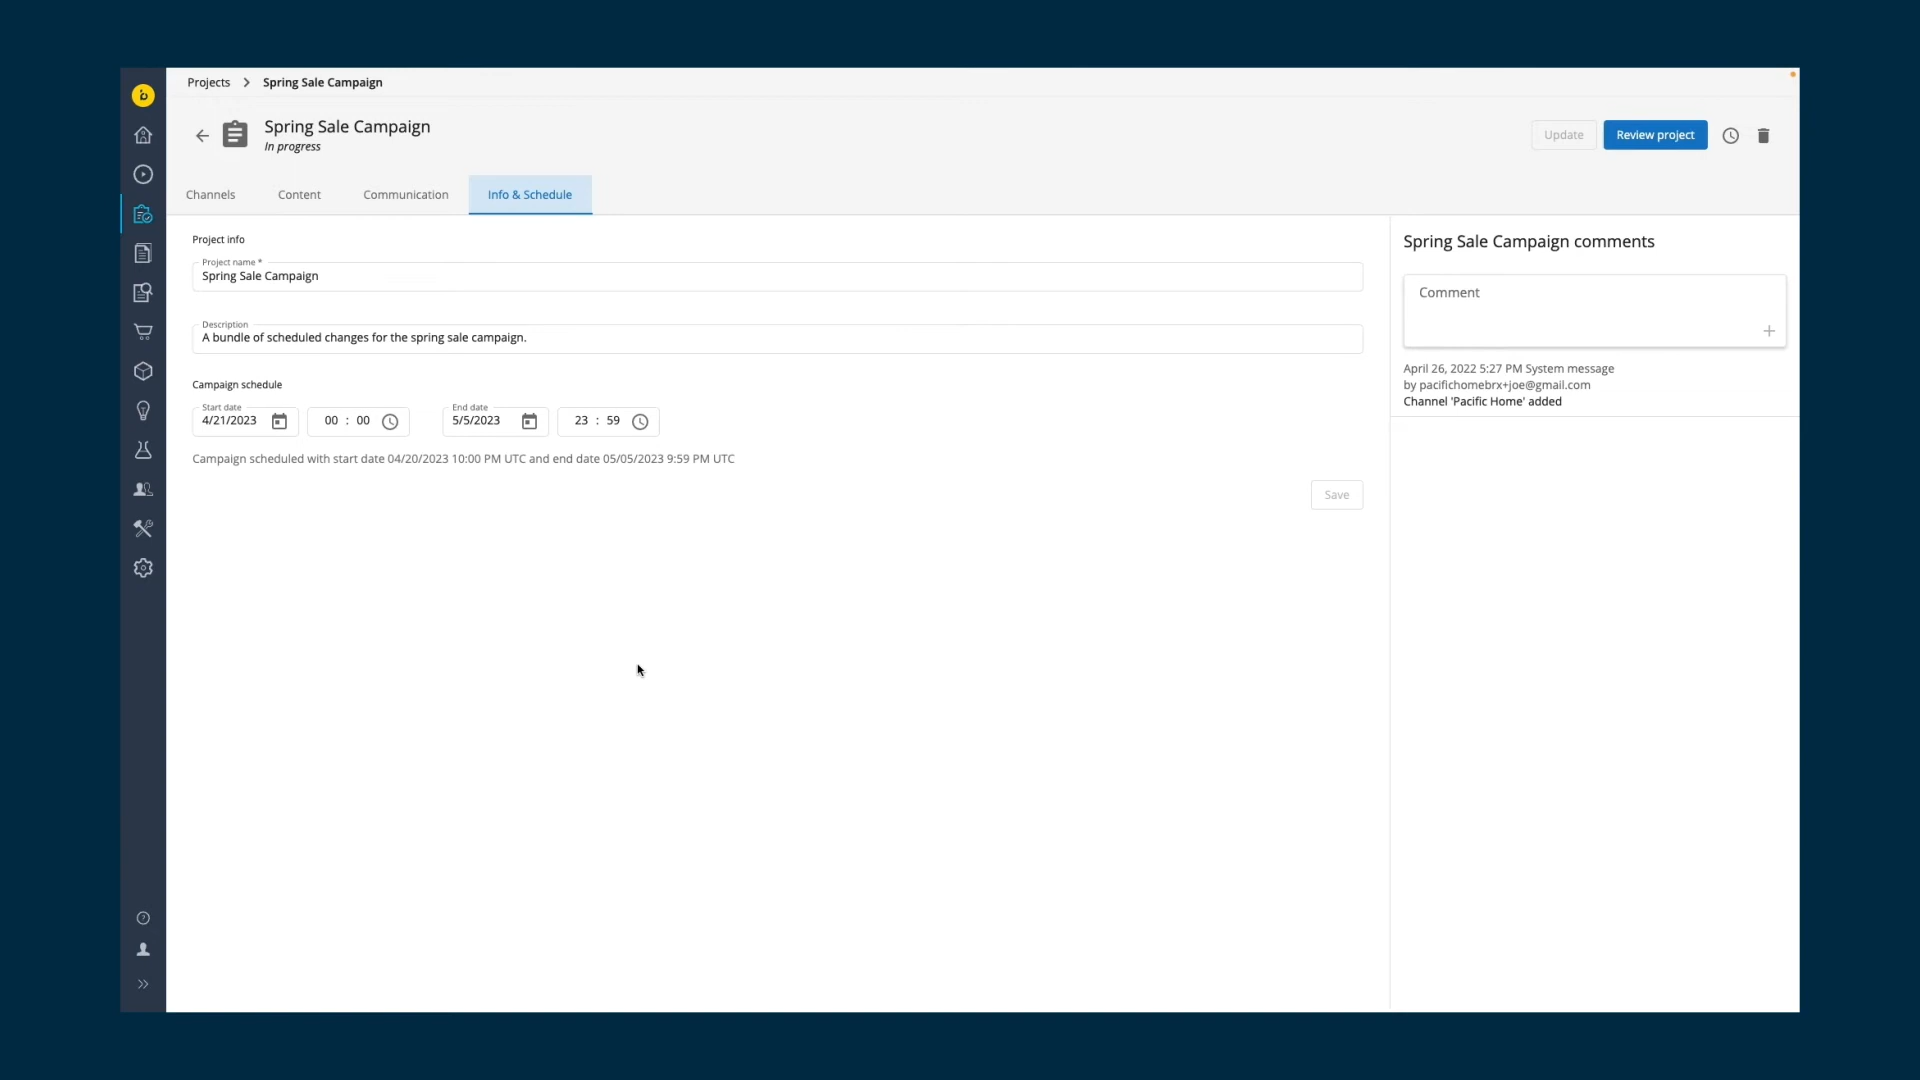 Projects > Spring Sale Campaign
Spring Sale Campaign
In progress
Update
Review project
Channels
Content
Communication
Info & Schedule
Project info
Project name *
Spring Sale Campaign
Description
A bundle of scheduled changes for the spring sale campaign.
Campaign schedule
Start date
4/21/2023
00 : 00
End date
5/5/2023
23 : 59
Campaign scheduled with start date 04/20/2023 10:00 PM UTC and end date 05/05/2023 9:59 PM UTC
Save
Spring Sale Campaign comments
Comment
April 26, 2022 5:27 PM System message
by pacifichomebrx+joe@gmail.com
Channel 'Pacific Home' added